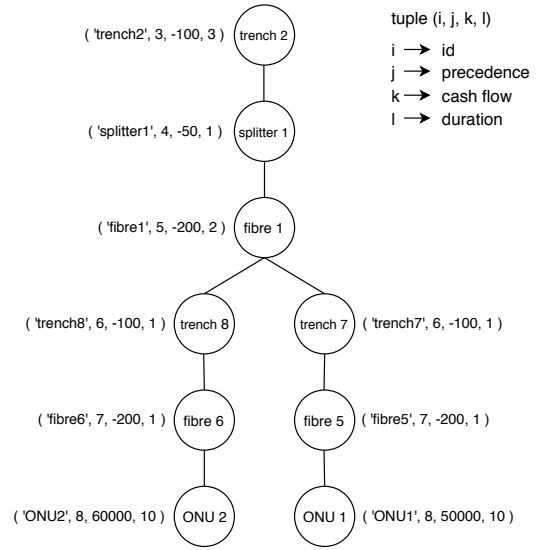 ( 'trench2', 3, -100, 3 ) trench 2
tuple (i, j, k, l)
i → id
j → precedence
k → cash flow
l → duration
( 'splitter1', 4, -50, 1 ) splitter 1
( 'fibre1', 5, -200, 2 ) fibre 1
( 'trench8', 6, -100, 1 ) trench 8 trench 7 ( 'trench7', 6, -100, 1 )
( 'fibre6', 7, -200, 1 ) fibre 6 fibre 5 ( 'fibre5', 7, -200, 1 )
( 'ONU2', 8, 60000, 10 ) ONU 2 ONU 1 ( 'ONU1', 8, 50000, 10 )